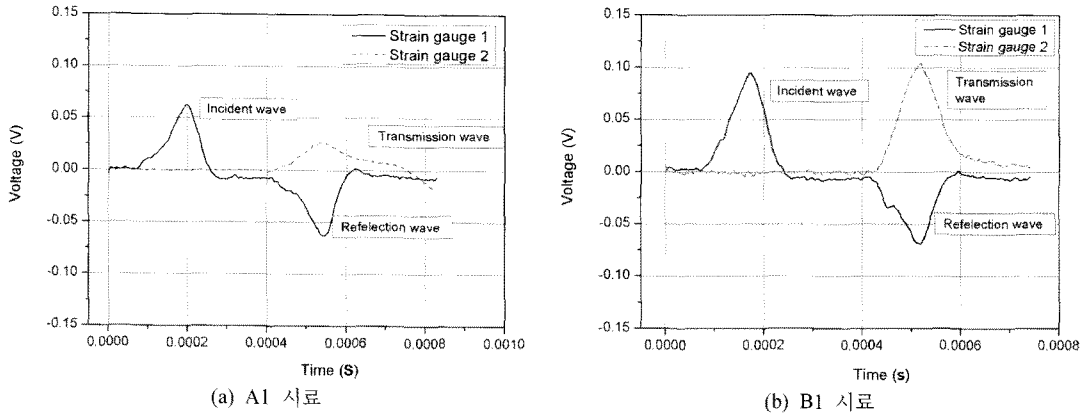 0.15
0.10
0.05
0.00
-0.05
-0.10
-0.15
Voltage (V)
Strain gauge 1
Strain gauge 2
Incident wave
Transmission wave
Refelection wave
0.0000
0.0002
0.0004
0.0006
0.0008
0.0010
Time (S)
(a) A1 시료
0.15
0.10
0.05
0.00
-0.05
-0.10
-0.15
Voltage (V)
Strain gauge 1
Strain gauge 2
Incident wave
Transmission
wave
Refelection wave
0.0000
0.0002
0.0004
0.0006
0.0008
Time (s)
(b) B1 시료